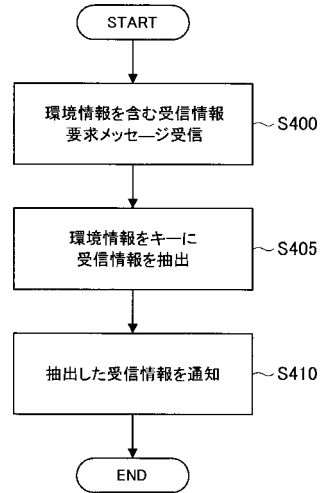 START
環境情報を含む受信情報
要求メッセージ受信
S400
環境情報をキーに
受信情報を抽出
S405
抽出した受信情報を通知
S410
END